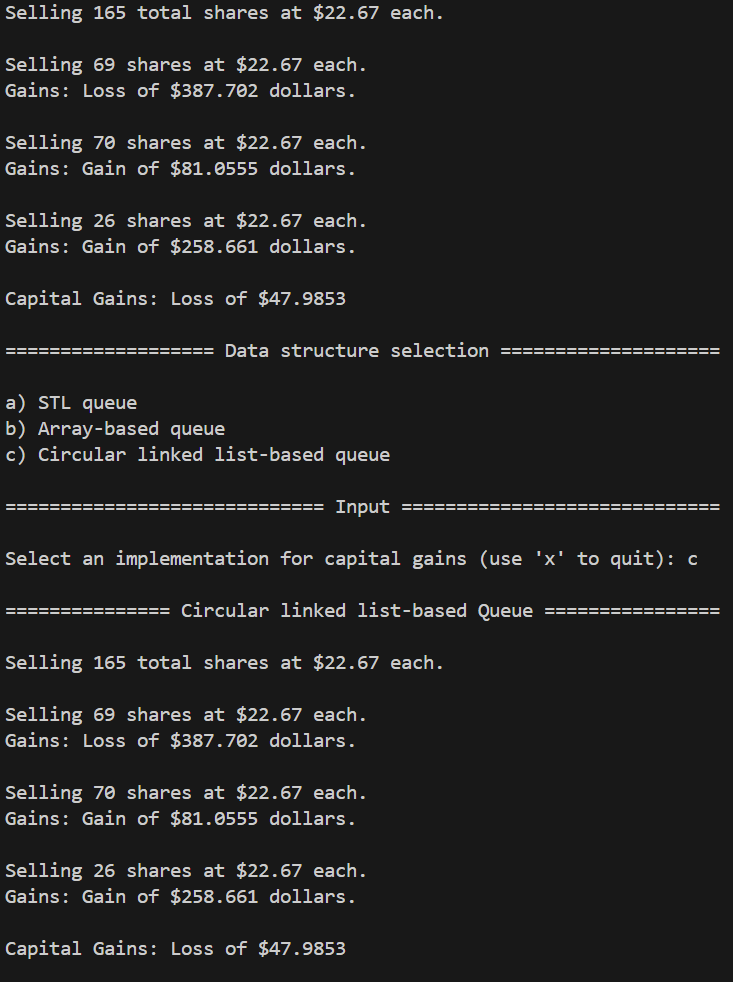 Selling 165 total shares at $22.67 each.
Selling 69 shares at $22.67 each.
Gains: Loss of $387.702 dollars.
Selling 70 shares at $22.67 each.
Gains: Gain of $81.0555 dollars.
Selling 26 shares at $22.67 each.
Gains: Gain of $258.661 dollars.
Capital Gains: Loss of $47.9853
=================== Data structure selection ====================
a) STL queue
b) Array-based queue
c) Circular linked list-based queue
============================= Input =============================
Select an implementation for capital gains (use 'x' to quit): c
=============== Circular linked list-based Queue ================
Selling 165 total shares at $22.67 each.
Selling 69 shares at $22.67 each.
Gains: Loss of $387.702 dollars.
Selling 70 shares at $22.67 each.
Gains: Gain of $81.0555 dollars.
Selling 26 shares at $22.67 each.
Gains: Gain of $258.661 dollars.
Capital Gains: Loss of $47.9853